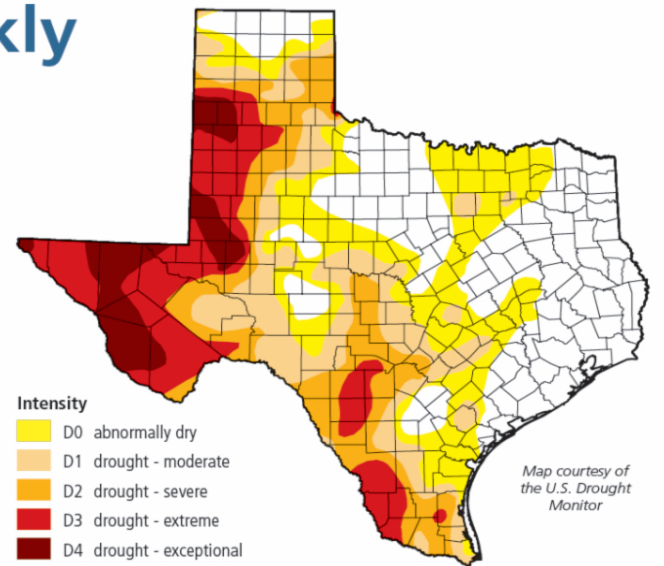 kly
Intensity
D0 abnormally dry
D1 drought - moderate
D2 drought - severe
D3 drought - extreme
D4 drought - exceptional
Map courtesy of
the U.S. Drought
Monitor